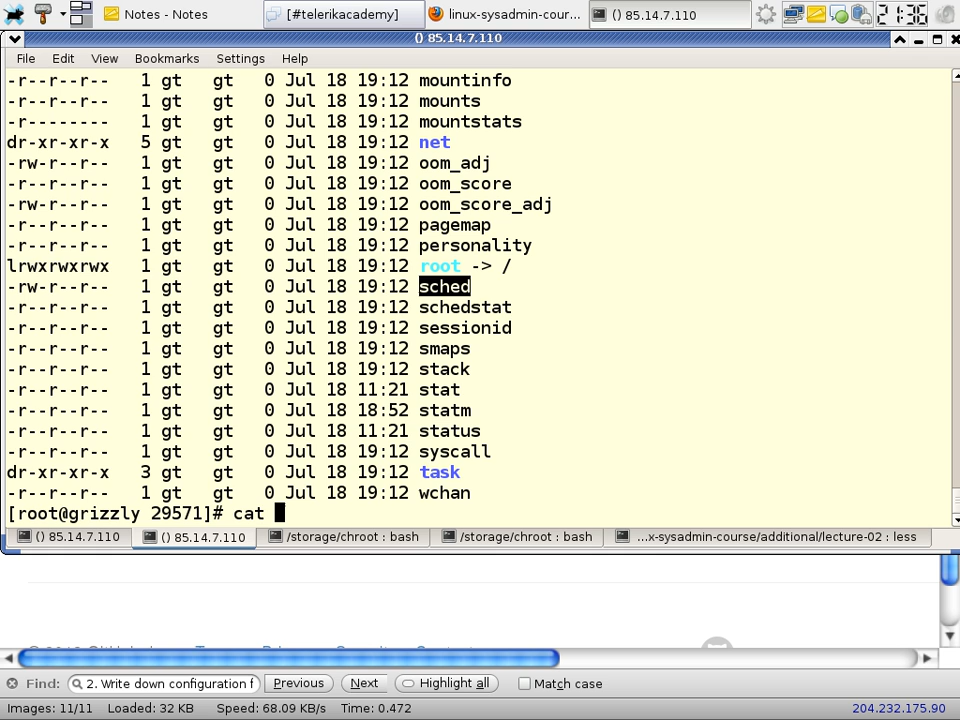 Notes - Notes
[#telerikacademy]
linux-sysadmin-cour...
() 85.14.7.110
21:36
() 85.14.7.110
File Edit View Bookmarks Settings Help
-r--r--r-- 1 gt gt 0 Jul 18 19:12 mountinfo
-r--r--r-- 1 gt gt 0 Jul 18 19:12 mounts
-r-------- 1 gt gt 0 Jul 18 19:12 mountstats
dr-xr-xr-x 5 gt gt 0 Jul 18 19:12 net
-rw-r--r-- 1 gt gt 0 Jul 18 19:12 oom_adj
-r--r--r-- 1 gt gt 0 Jul 18 19:12 oom_score
-rw-r--r-- 1 gt gt 0 Jul 18 19:12 oom_score_adj
-r--r--r-- 1 gt gt 0 Jul 18 19:12 pagemap
-r--r--r-- 1 gt gt 0 Jul 18 19:12 personality
lrwxrwxrwx 1 gt gt 0 Jul 18 19:12 root -> /
-rw-r--r-- 1 gt gt 0 Jul 18 19:12 sched
-r--r--r-- 1 gt gt 0 Jul 18 19:12 schedstat
-r--r--r-- 1 gt gt 0 Jul 18 19:12 sessionid
-r--r--r-- 1 gt gt 0 Jul 18 19:12 smaps
-r--r--r-- 1 gt gt 0 Jul 18 19:12 stack
-r--r--r-- 1 gt gt 0 Jul 18 11:21 stat
-r--r--r-- 1 gt gt 0 Jul 18 18:52 statm
-r--r--r-- 1 gt gt 0 Jul 18 11:21 status
-r--r--r-- 1 gt gt 0 Jul 18 19:12 syscall
dr-xr-xr-x 3 gt gt 0 Jul 18 19:12 task
-r--r--r-- 1 gt gt 0 Jul 18 19:12 wchan
[root@grizzly 29571]# cat
() 85.14.7.110
() 85.14.7.110
/storage/chroot : bash
/storage/chroot : bash
...x-sysadmin-course/additional/lecture-02 : less
Find: 2. Write down configuration f Previous Next Highlight all Match case
Images: 11/11 Loaded: 32 KB Speed: 68.09 KB/s Time: 0.472 204.232.175.90